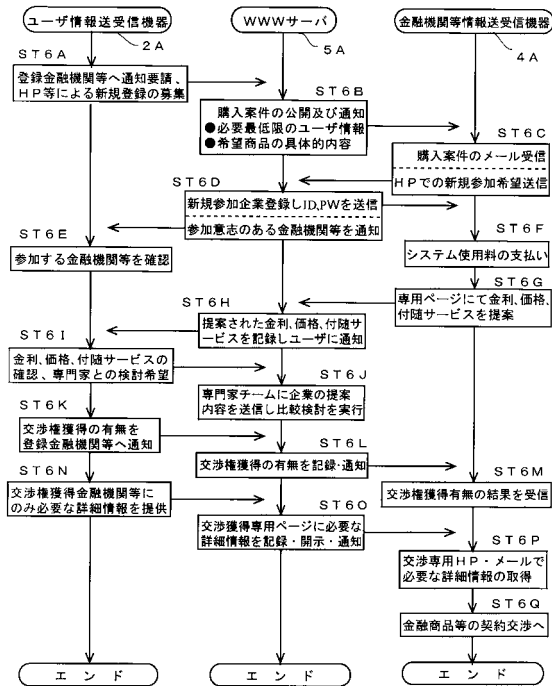 ユーザ情報送受信機器
2A
WWWサーバ
5A
金融機関等情報送受信機器
4A
ST6A
登録金融機関等へ通知要請、
HP等による新規登録の募集
ST6B
購入案件の公開及び通知
●必要最低限のユーザ情報
●希望商品の具体的内容
ST6C
購入案件のメール受信
HPでの新規参加希望送信
ST6D
新規参加企業登録しID,PWを送信
参加意志のある金融機関等を通知
ST6E
参加する金融機関等を確認
ST6F
システム使用料の支払い
ST6G
専用ページにて金利、価格、
付随サービスを提案
ST6H
提案された金利、価格、付随サ
ービスを記録しユーザに通知
ST6I
金利、価格、付随サービスの
確認、専門家との検討希望
ST6J
専門家チームに企業の提案
内容を送信し比較検討を実行
ST6K
交渉権獲得の有無を
登録金融機関等へ通知
ST6L
交渉権獲得の有無を記録・通知
ST6M
交渉権獲得有無の結果を受信
ST6N
交渉権獲得金融機関等に
のみ必要な詳細情報を提供
ST6O
交渉獲得専用ページに必要な
詳細情報を記録・開示・通知
ST6P
交渉専用HP・メールで
必要な詳細情報の取得
ST6Q
金融商品等の契約交渉へ
エンド
エンド
エンド